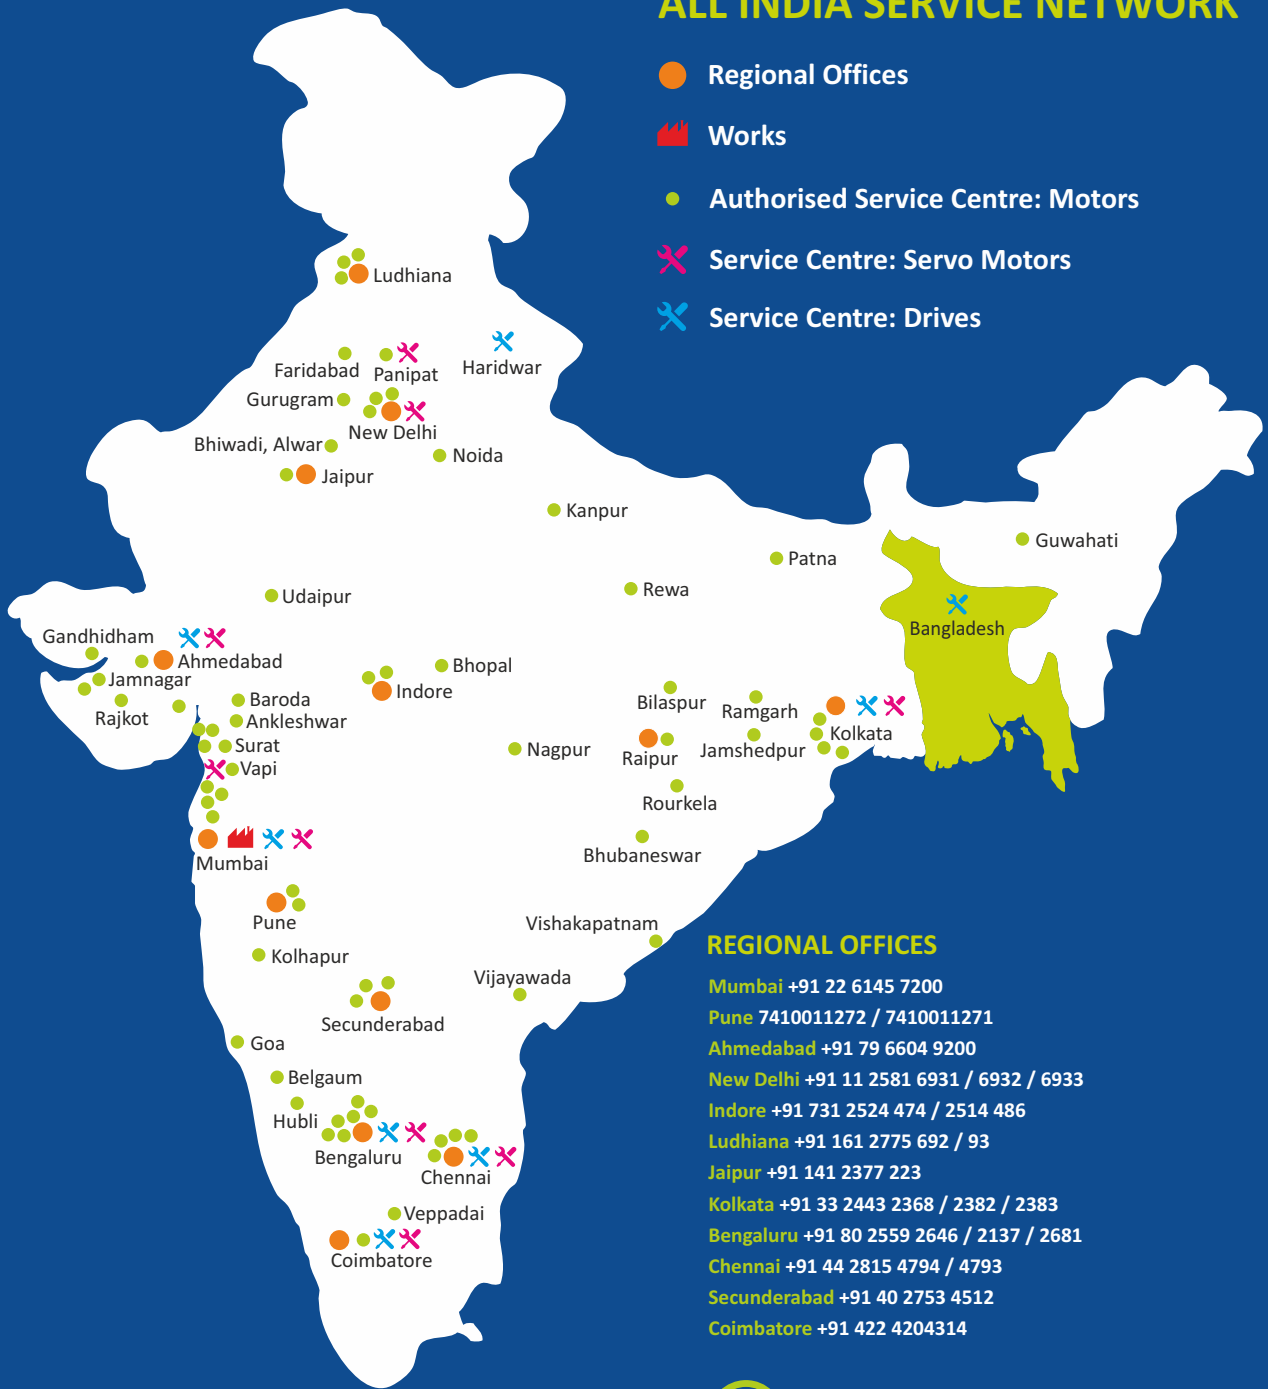 ALL INDIA SERVICE NETWORK
Regional Offices
Works
Authorised Service Centre: Motors
Service Centre: Servo Motors
Service Centre: Drives
Ludhiana
Faridabad
Panipat
Haridwar
Gurugram
New Delhi
Bhiwadi, Alwar
Noida
Jaipur
Kanpur
Guwahati
Patna
Rewa
Udaipur
Bangladesh
Gandhidham
Ahmedabad
Bhopal
Jamnagar
Indore
Baroda
Bilaspur
Ramgarh
Rajkot
Ankleshwar
Kolkata
Surat
Nagpur
Raipur
Jamshedpur
Vapi
Rourkela
Mumbai
Bhubaneswar
Pune
Vishakapatnam
Kolhapur
Vijayawada
Secunderabad
Goa
Belgaum
Hubli
Bengaluru
Chennai
Veppadai
Coimbatore
REGIONAL OFFICES
Mumbai +91 22 6145 7200
Pune 7410011272 / 7410011271
Ahmedabad +91 79 6604 9200
New Delhi +91 11 2581 6931 / 6932 / 6933
Indore +91 731 2524 474 / 2514 486
Ludhiana +91 161 2775 692 / 93
Jaipur +91 141 2377 223
Kolkata +91 33 2443 2368 / 2382 / 2383
Bengaluru +91 80 2559 2646 / 2137 / 2681
Chennai +91 44 2815 4794 / 4793
Secunderabad +91 40 2753 4512
Coimbatore +91 422 4204314